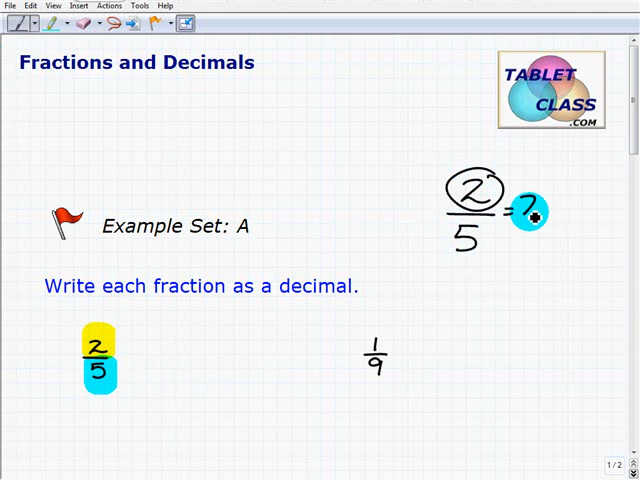 File Edit View Insert Actions Tools Help
Fractions and Decimals
TABLET
CLASS
.COM
2
5
=?
Example Set: A
Write each fraction as a decimal.
2
5
1
9
1/2